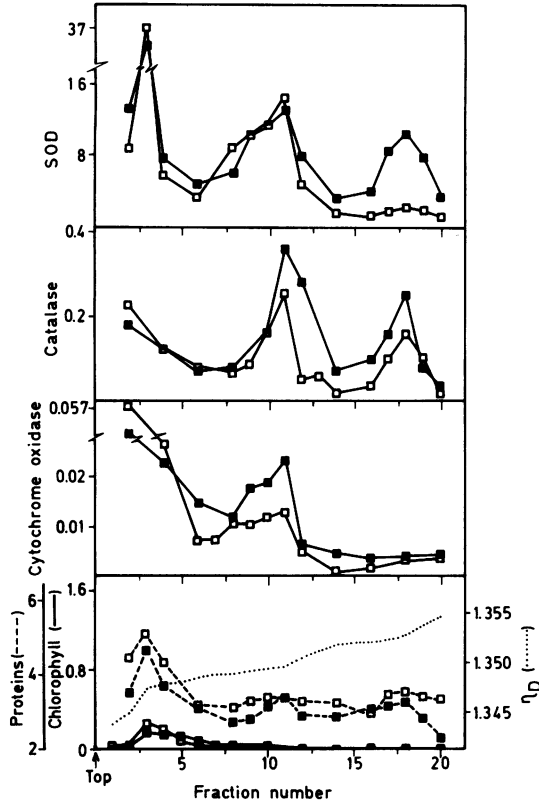 37
16
8
SOD
0.4
0.2
Catalase
0.057
0.02
0.01
Cytochrome oxidase
6
4
2
Proteins(----)
1.6
0.8
0
Chlorophyll (——)
1.355
1.350
1.345
ηD (........)
Top
5
10
15
20
Fraction number